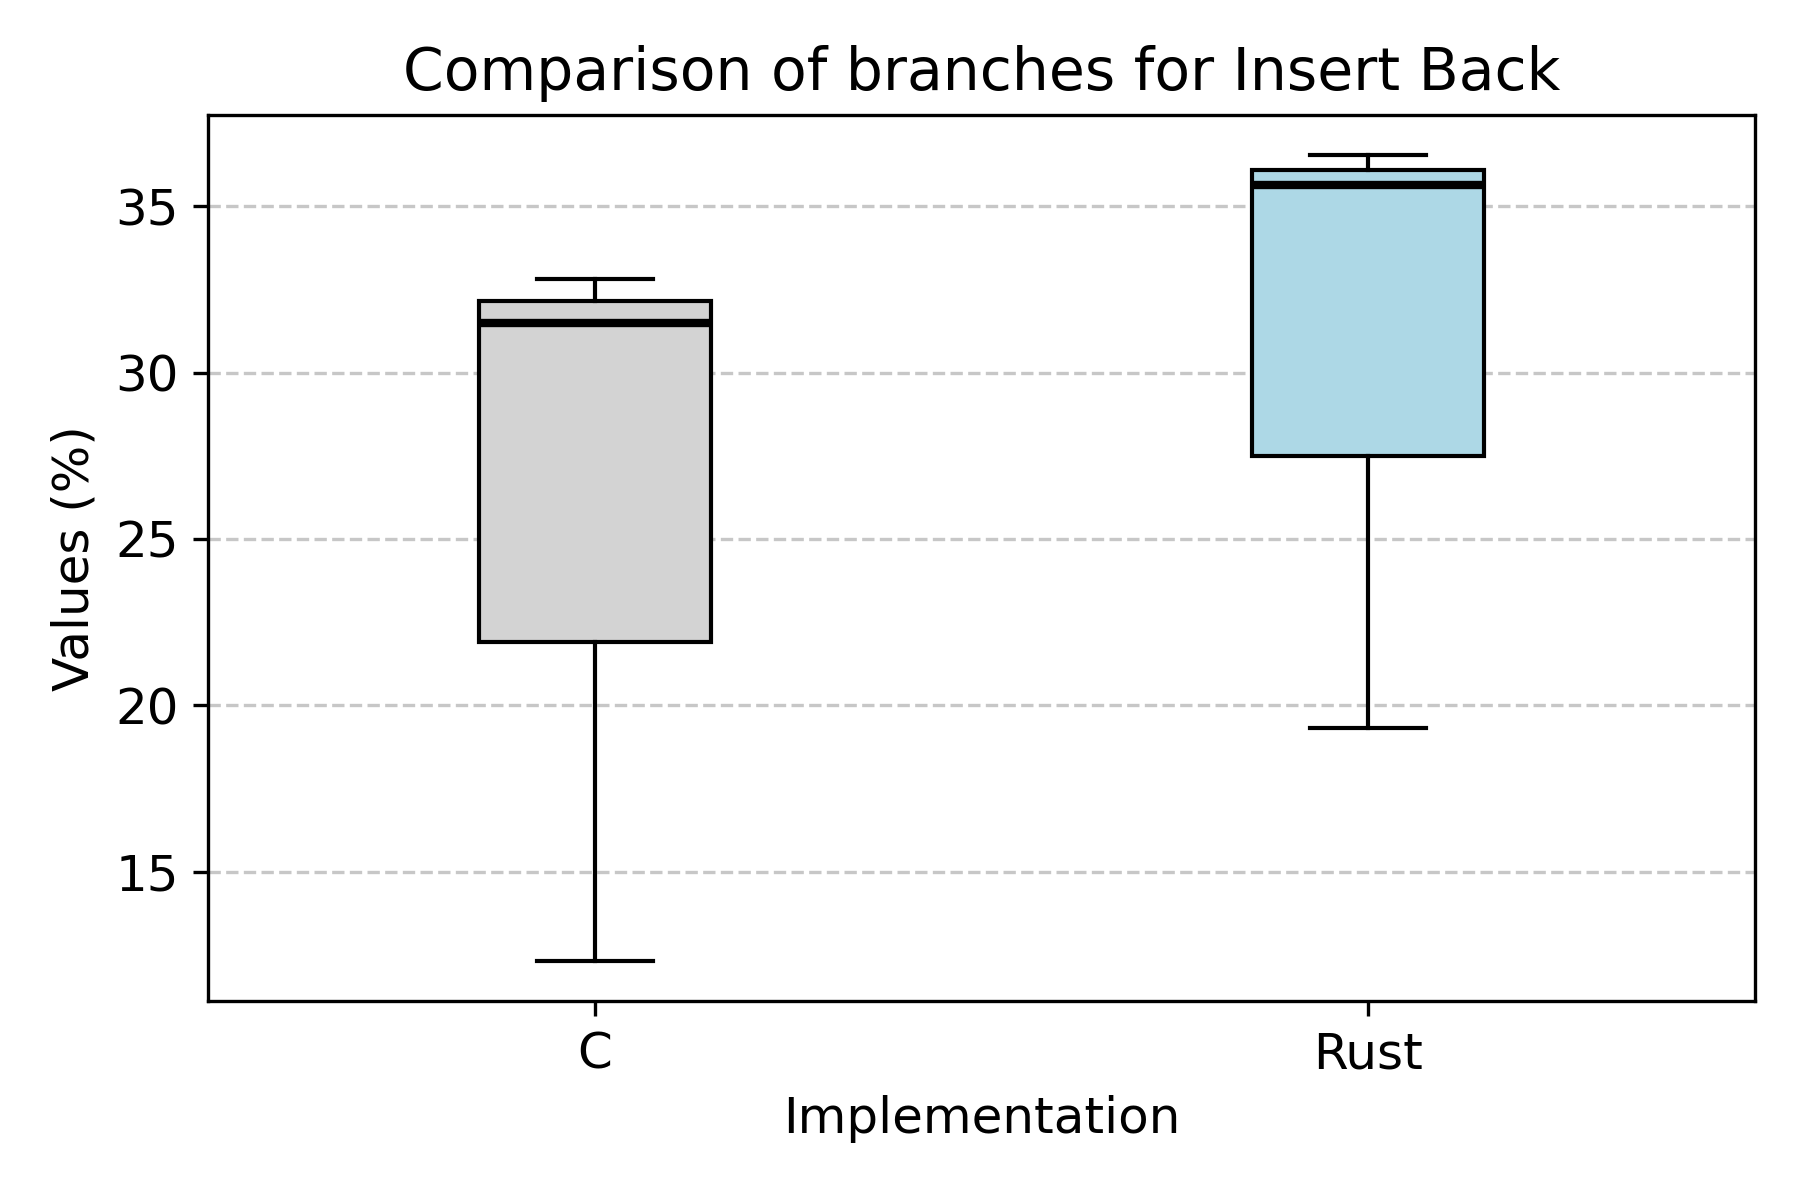 Comparison of branches for Insert Back
Values (%)
35
30
25
20
15
C
Rust
Implementation